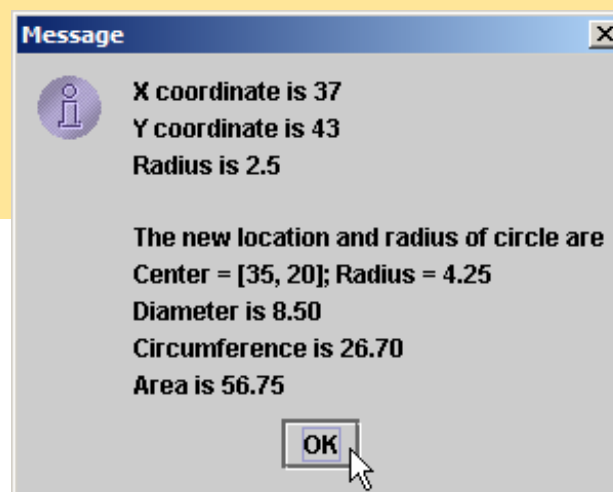 Message
X coordinate is 37
Y coordinate is 43
Radius is 2.5
The new location and radius of circle are
Center = [35, 20]; Radius = 4.25
Diameter is 8.50
Circumference is 26.70
Area is 56.75
OK